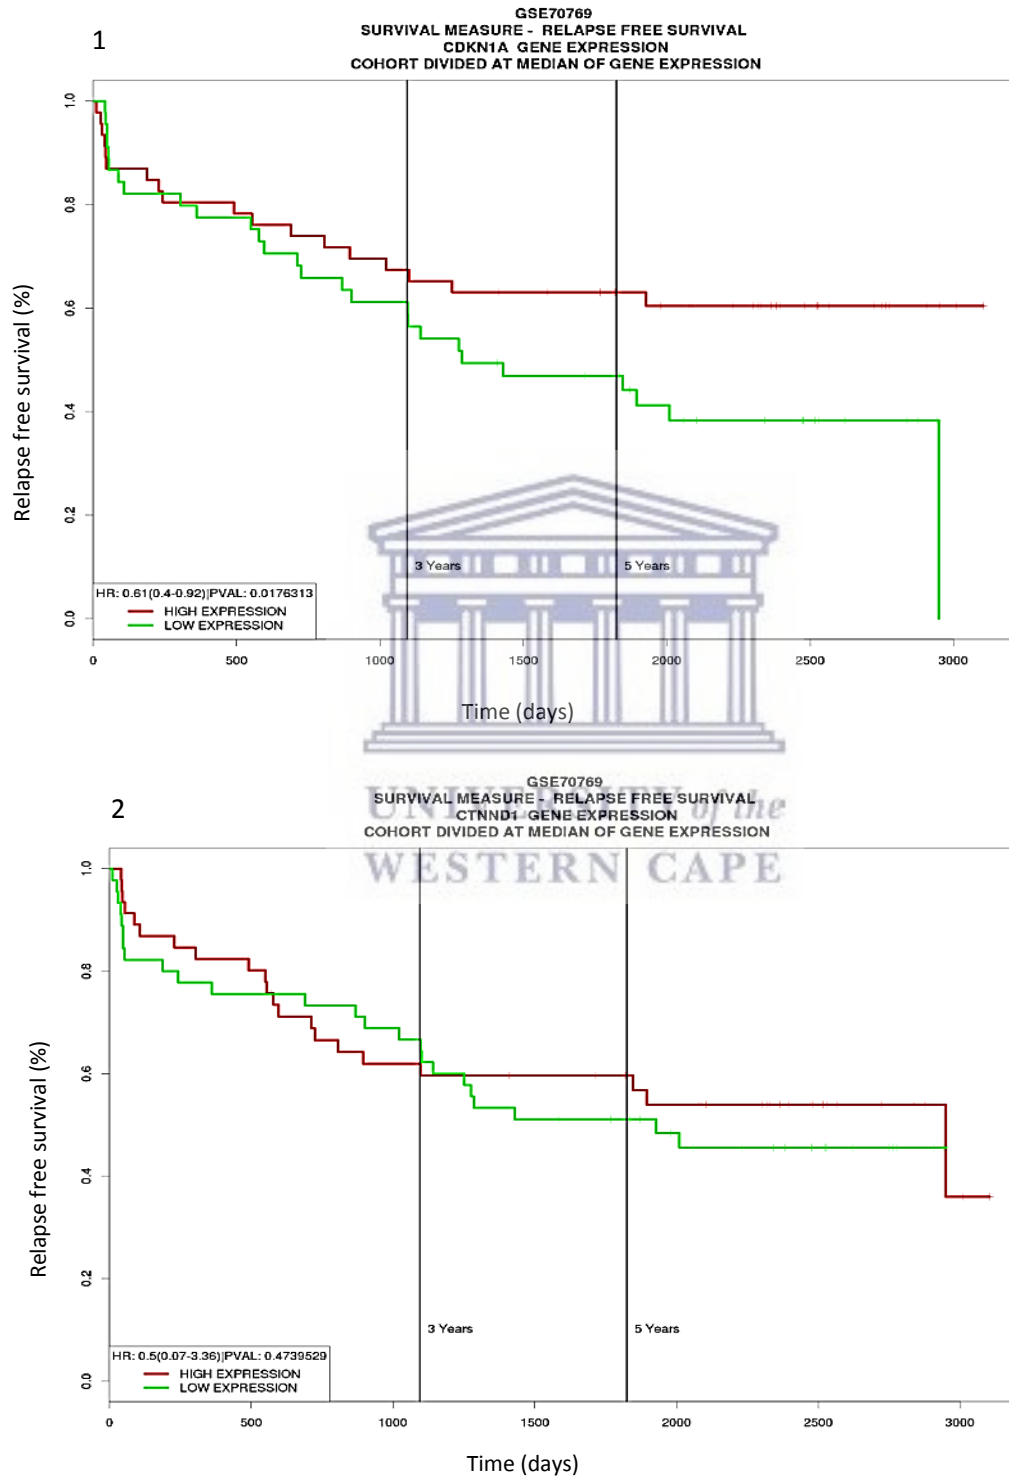 1
GSE70769
SURVIVAL MEASURE - RELAPSE FREE SURVIVAL
CDKN1A GENE EXPRESSION
COHORT DIVIDED AT MEDIAN OF GENE EXPRESSION
Relapse free survival (%)
1.0
0.8
0.6
0.4
0.2
0.0
3 Years
5 Years
HR: 0.61(0.4-0.92)|PVAL: 0.0176313
HIGH EXPRESSION
LOW EXPRESSION
0 500 1000 1500 2000 2500 3000
Time (days)
UNIVERSITY of the
WESTERN CAPE
2
GSE70769
SURVIVAL MEASURE - RELAPSE FREE SURVIVAL
CTNND1 GENE EXPRESSION
COHORT DIVIDED AT MEDIAN OF GENE EXPRESSION
Relapse free survival (%)
1.0
0.8
0.6
0.4
0.2
0.0
3 Years
5 Years
HR: 0.5(0.07-3.36)|PVAL: 0.4739529
HIGH EXPRESSION
LOW EXPRESSION
0 500 1000 1500 2000 2500 3000
Time (days)